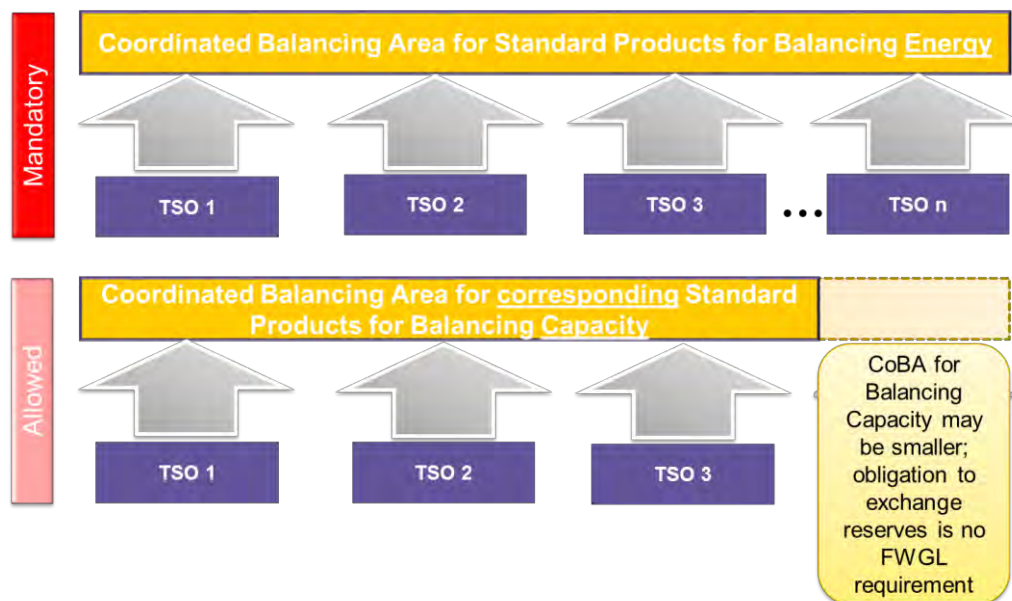 Mandatory
Coordinated Balancing Area for Standard Products for Balancing Energy
TSO 1
TSO 2
TSO 3
...
TSO n
Allowed
Coordinated Balancing Area for corresponding Standard
Products for Balancing Capacity
TSO 1
TSO 2
TSO 3
CoBA for
Balancing
Capacity may
be smaller;
obligation to
exchange
reserves is no
FWGL
requirement